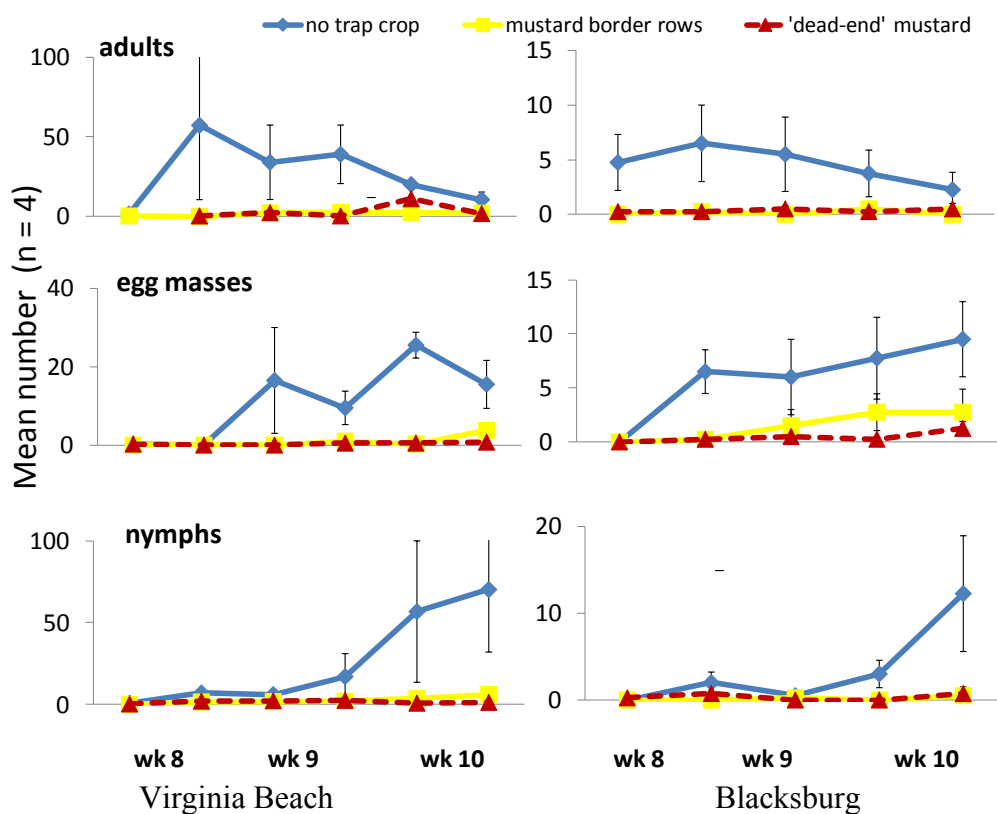 no trap crop mustard border rows 'dead-end' mustard
Mean number (n = 4)
adults
100
50
0
15
10
5
0
egg masses
40
20
0
15
10
5
0
nymphs
100
50
0
20
10
0
wk 8 wk 9 wk 10 wk 8 wk 9 wk 10
Virginia Beach Blacksburg